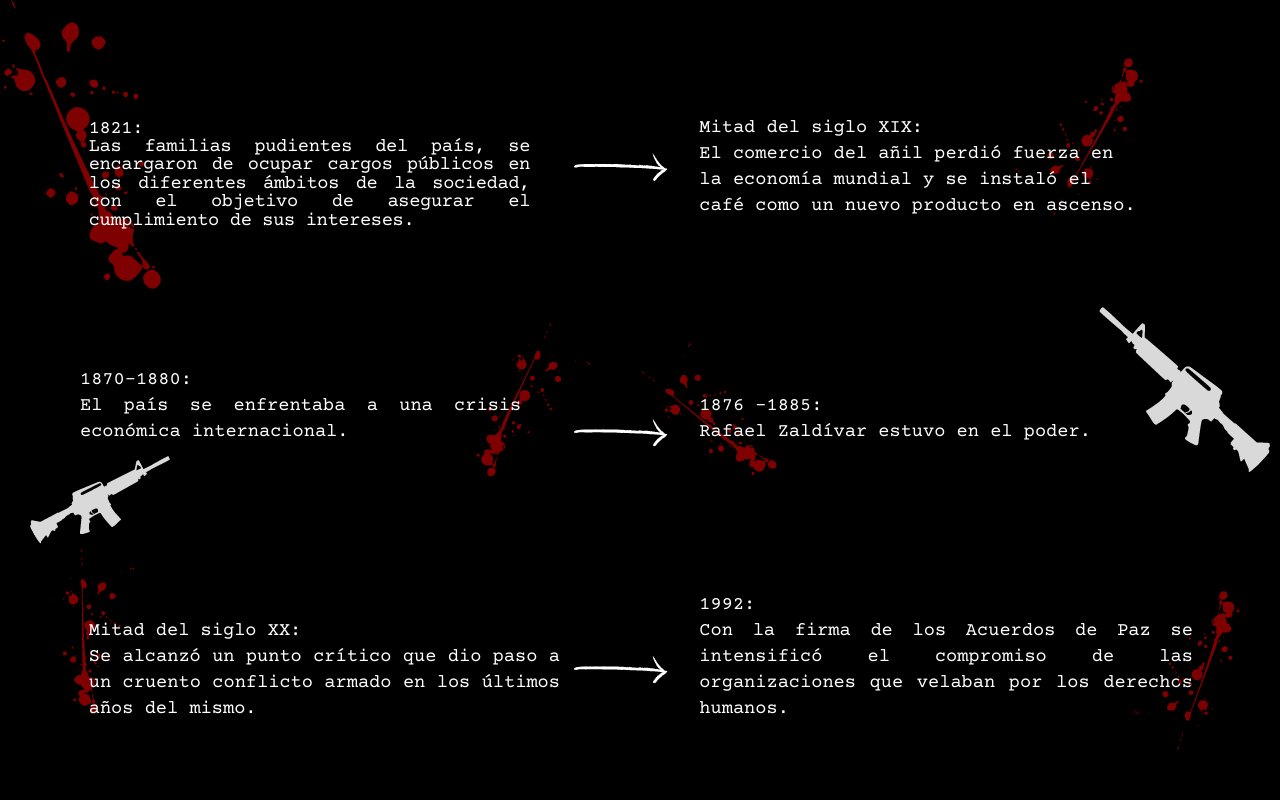 1821:
Las familias pudientes del país, se
encargaron de ocupar cargos públicos en
los diferentes ámbitos de la sociedad,
con el objetivo de asegurar el
cumplimiento de sus intereses.
Mitad del siglo XIX:
El comercio del añil perdió fuerza en
la economía mundial y se instaló el
café como un nuevo producto en ascenso.
1870-1880:
El país se enfrentaba a una crisis
económica internacional.
1876 -1885:
Rafael Zaldívar estuvo en el poder.
Mitad del siglo XX:
Se alcanzó un punto crítico que dio paso a
un cruento conflicto armado en los últimos
años del mismo.
1992:
Con la firma de los Acuerdos de Paz se
intensificó el compromiso de las
organizaciones que velaban por los derechos
humanos.